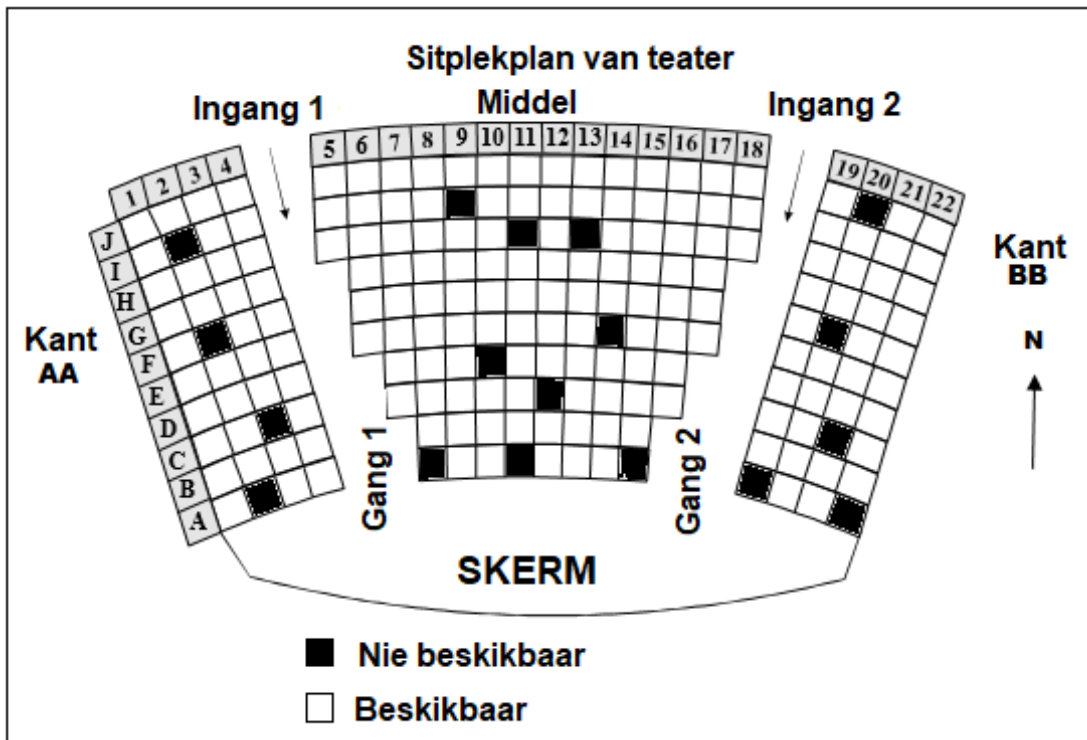 Sitplekplan van teater
Ingang 1
Middel
Ingang 2
5 6 7 8 9 10 11 12 13 14 15 16 17 18
1 2 3 4
19 20 21 22
J
I
H
G
F
E
D
C
B
A
Kant
AA
Kant
BB
N
Gang 1
Gang 2
SKERM
Nie beskikbaar
Beskikbaar